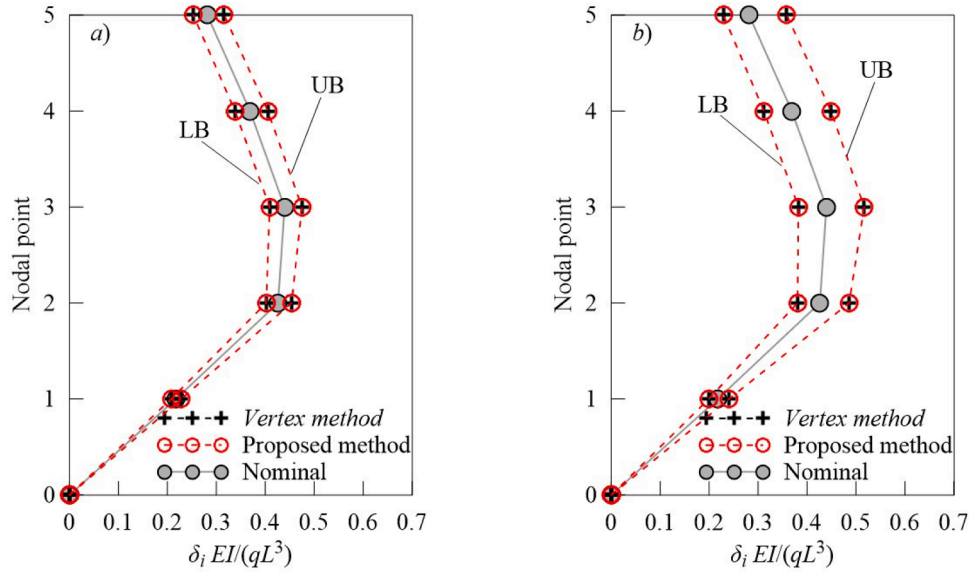 a)
5
4
3
2
1
0
Nodal point
LB
UB
Vertex method
Proposed method
Nominal
0 0.1 0.2 0.3 0.4 0.5 0.6 0.7
δᵢ EI/(qL³)
b)
5
4
3
2
1
0
Nodal point
LB
UB
Vertex method
Proposed method
Nominal
0 0.1 0.2 0.3 0.4 0.5 0.6 0.7
δᵢ EI/(qL³)